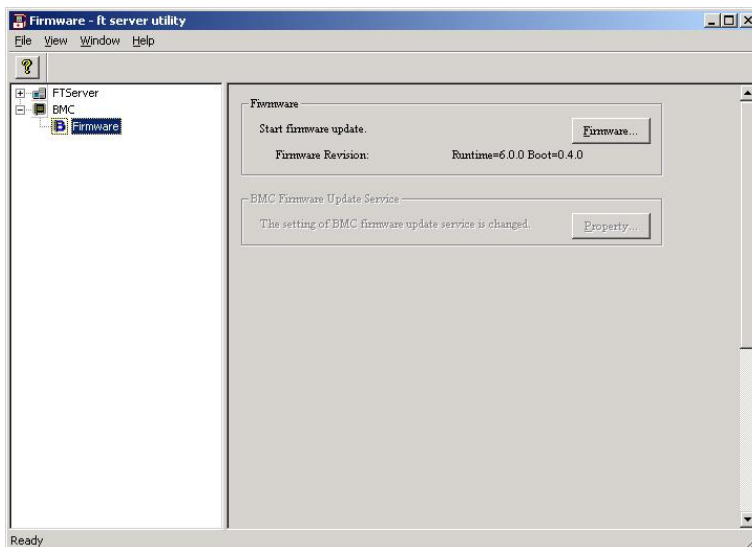 Firmware - ft server utility
File View Window Help
FTServer
BMC
Firmware
Fiwmware
Start firmware update.
Firmware...
Firmware Revision: Runtime=6.0.0 Boot=0.4.0
BMC Firmware Update Service
The setting of BMC firmware update service is changed.
Property...
Ready